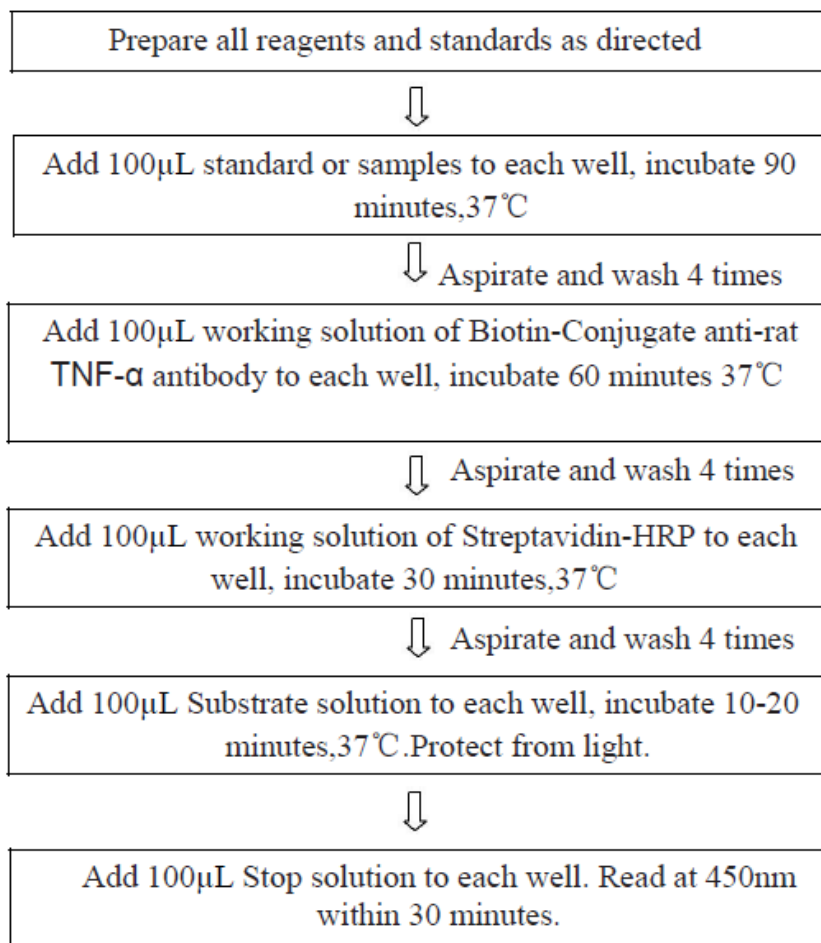 Prepare all reagents and standards as directed
Add 100μL standard or samples to each well, incubate 90
minutes,37℃
Aspirate and wash 4 times
Add 100μL working solution of Biotin-Conjugate anti-rat
TNF-α antibody to each well, incubate 60 minutes 37℃
Aspirate and wash 4 times
Add 100μL working solution of Streptavidin-HRP to each
well, incubate 30 minutes,37℃
Aspirate and wash 4 times
Add 100μL Substrate solution to each well, incubate 10-20
minutes,37℃.Protect from light.
Add 100μL Stop solution to each well. Read at 450nm
within 30 minutes.